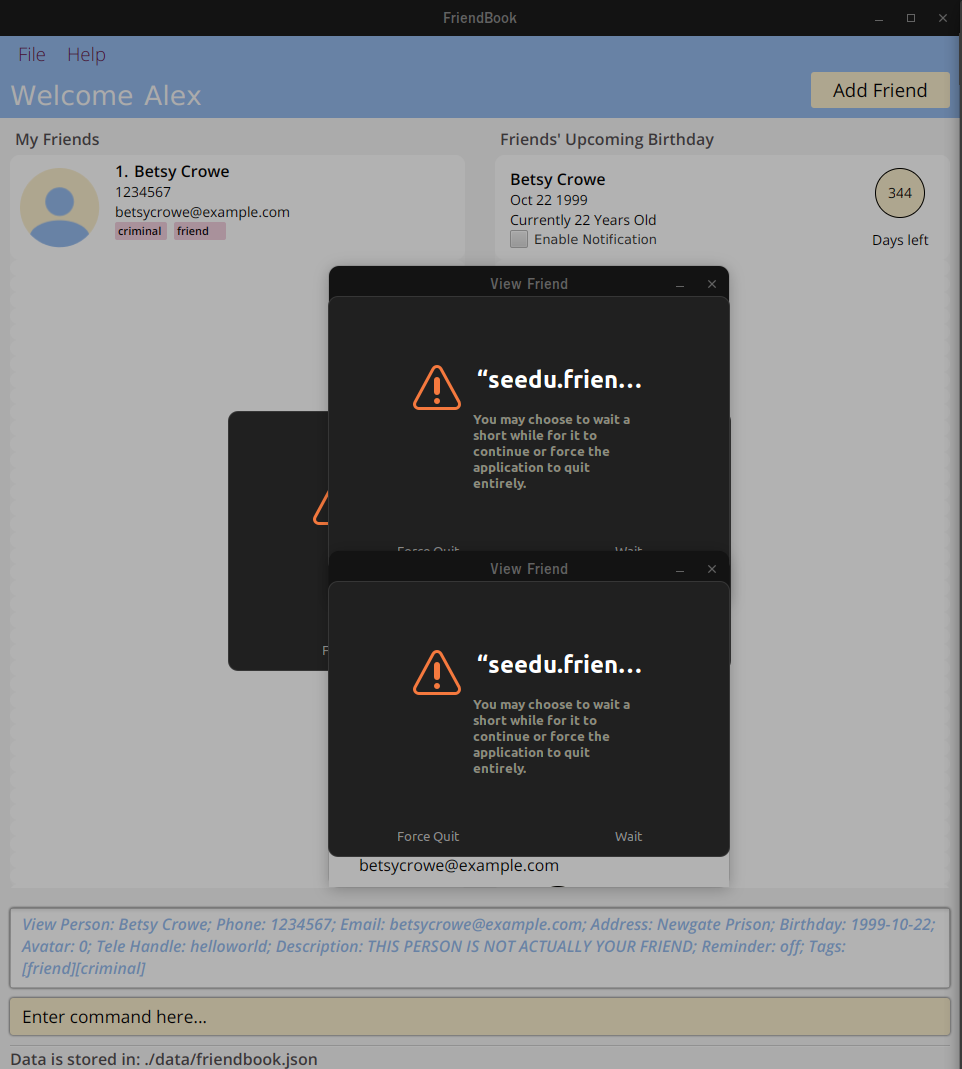 FriendBook
File Help
Welcome Alex
Add Friend
My Friends
1. Betsy Crowe
1234567
betsycrowe@example.com
criminal friend
Friends' Upcoming Birthday
Betsy Crowe
Oct 22 1999
Currently 22 Years Old
Enable Notification
344
Days left
View Friend
“seedu.frien...
You may choose to wait a
short while for it to
continue or force the
application to quit
entirely.
Force Quit Wait
View Friend
“seedu.frien...
You may choose to wait a
short while for it to
continue or force the
application to quit
entirely.
Force Quit Wait
betsycrowe@example.com
View Person: Betsy Crowe; Phone: 1234567; Email: betsycrowe@example.com; Address: Newgate Prison; Birthday: 1999-10-22;
Avatar: 0; Tele Handle: helloworld; Description: THIS PERSON IS NOT ACTUALLY YOUR FRIEND; Reminder: off; Tags:
[friend][criminal]
Enter command here...
Data is stored in: ./data/friendbook.json